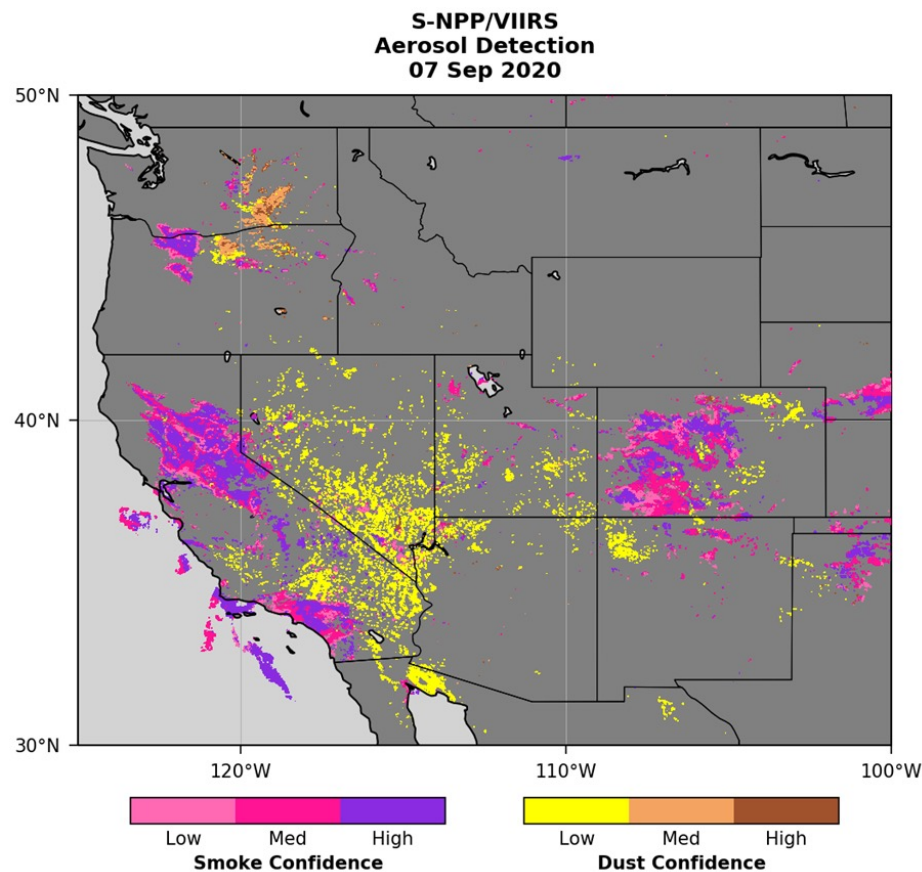 S-NPP/VIIRS
Aerosol Detection
07 Sep 2020
50°N
40°N
30°N
120°W
110°W
100°W
Low
Med
High
Smoke Confidence
Low
Med
High
Dust Confidence